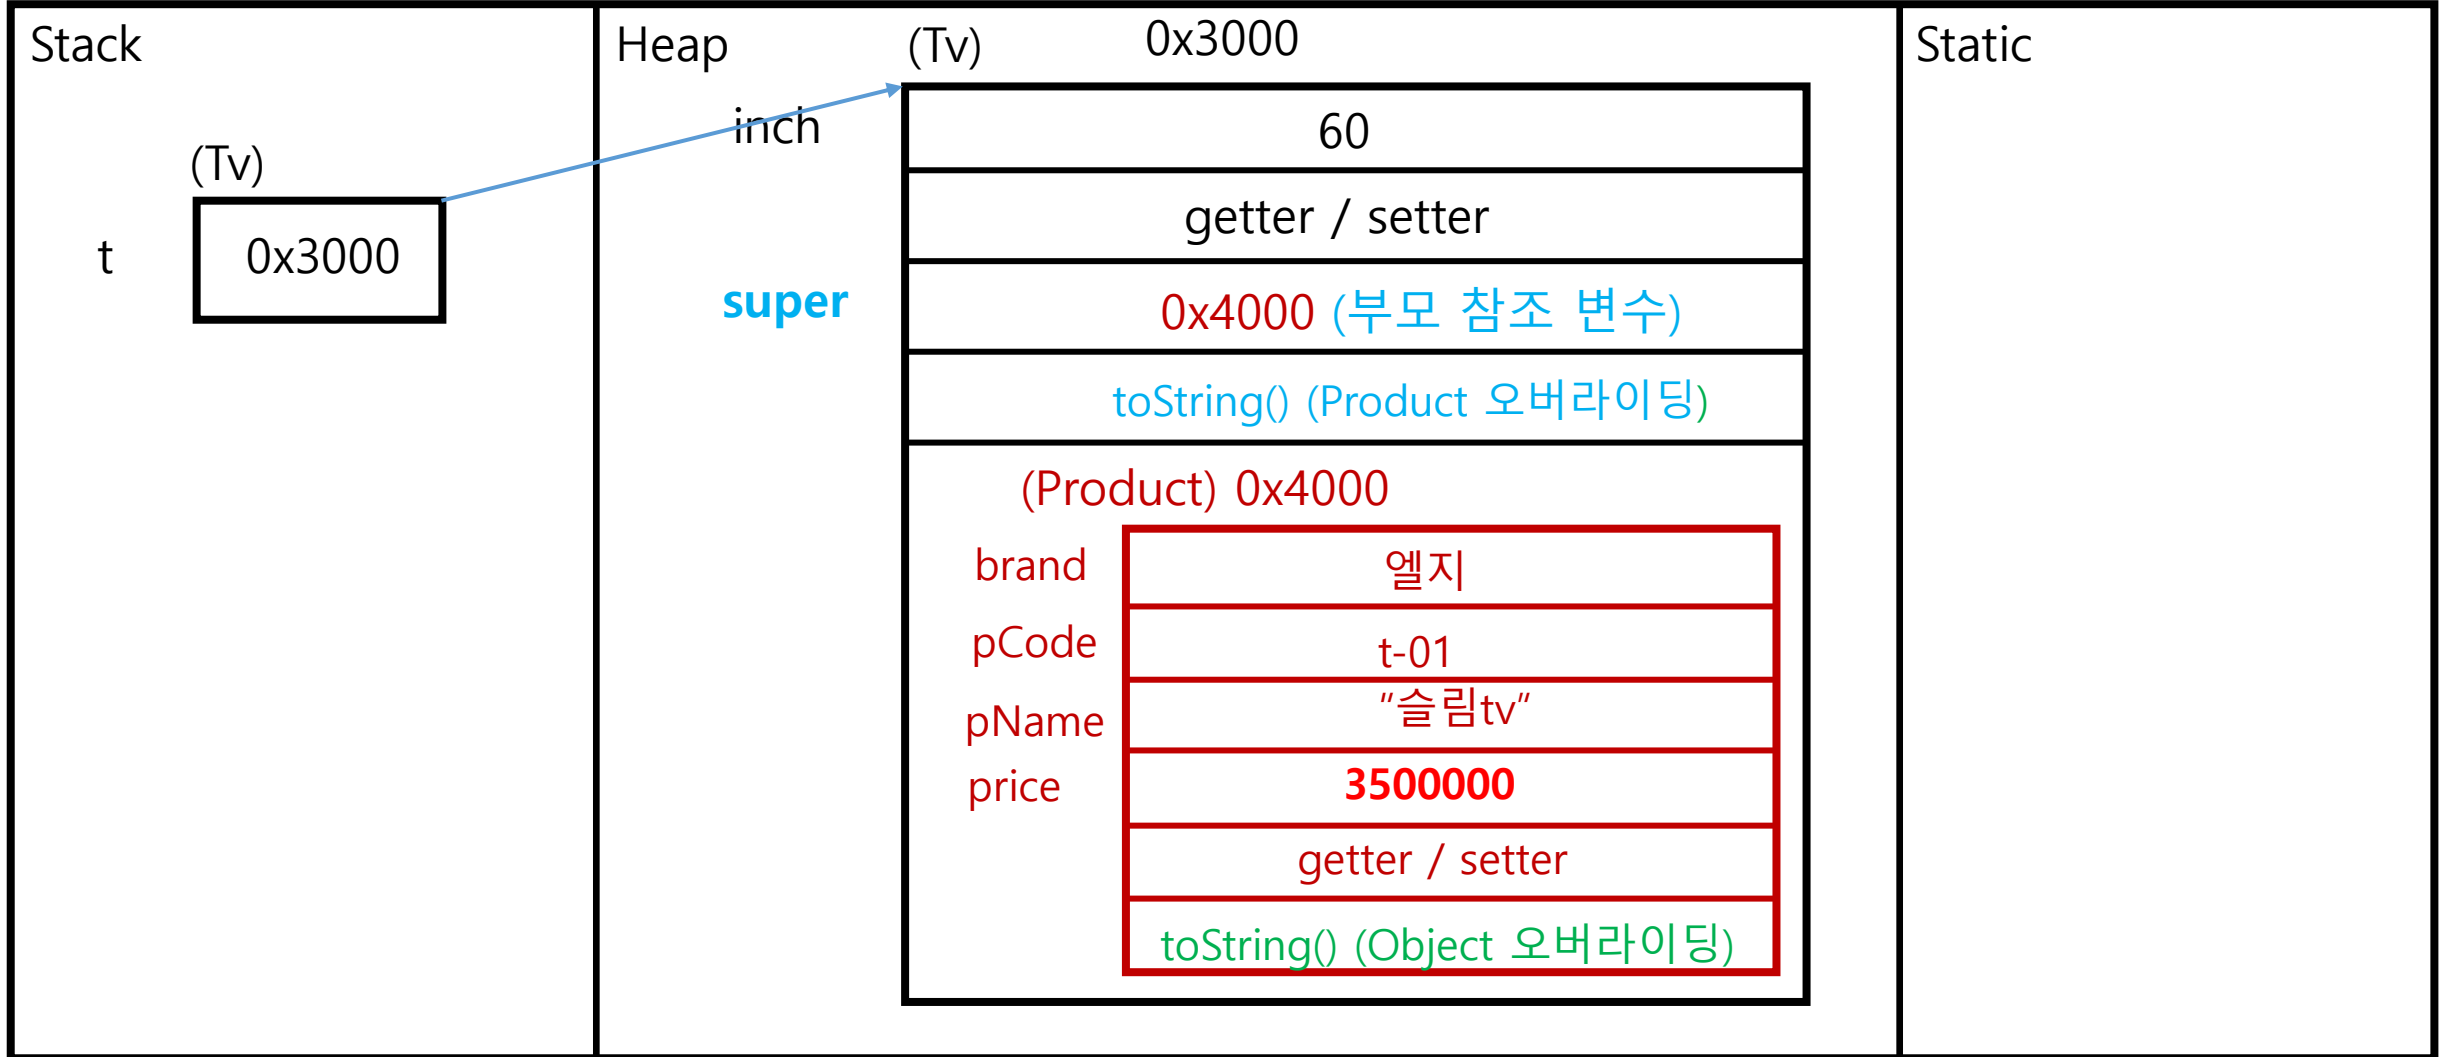 Stack
Heap
(Tv)
0x3000
Static
inch
60
(Tv)
getter / setter
t
0x3000
super
0x4000 (부모 참조 변수)
toString() (Product 오버라이딩)
(Product) 0x4000
brand
엘지
pCode
t-01
pName
"슬림tv"
price
3500000
getter / setter
toString() (Object 오버라이딩)